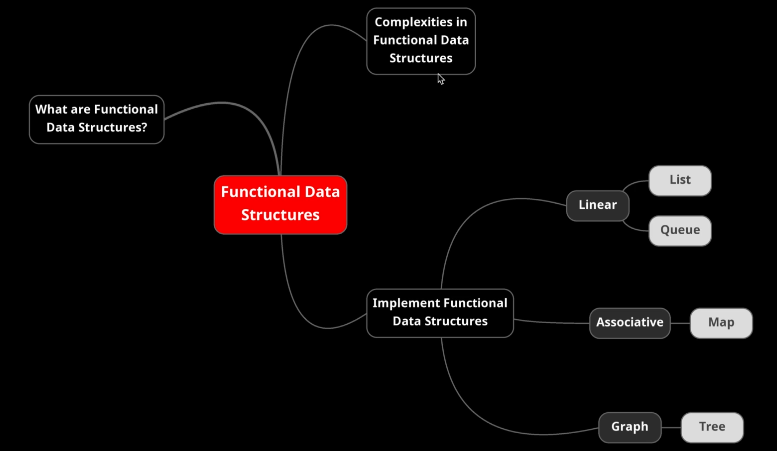 Complexities in
Functional Data
Structures
What are Functional
Data Structures?
Functional Data
Structures
List
Linear
Queue
Implement Functional
Data Structures
Associative
Map
Graph
Tree